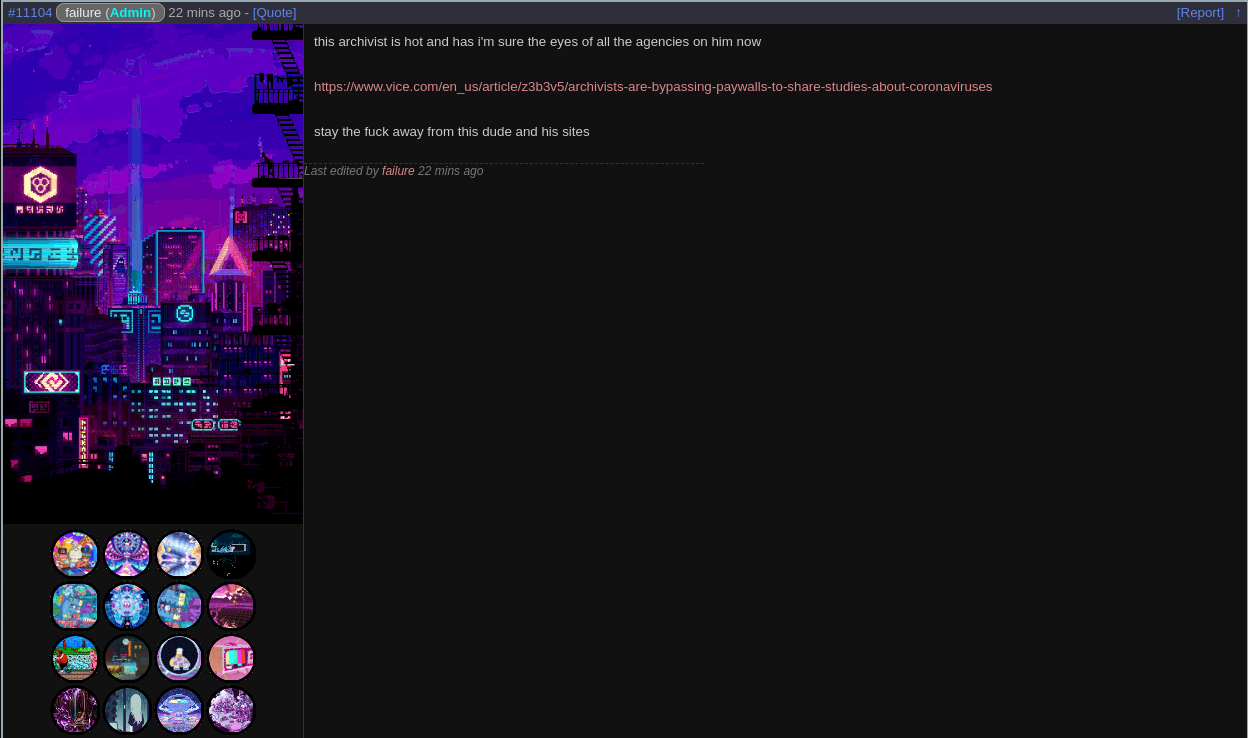 #11104 failure (Admin) 22 mins ago - [Quote] [Report] ↑
this archivist is hot and has i'm sure the eyes of all the agencies on him now
https://www.vice.com/en_us/article/z3b3v5/archivists-are-bypassing-paywalls-to-share-studies-about-coronaviruses
stay the fuck away from this dude and his sites
Last edited by failure 22 mins ago